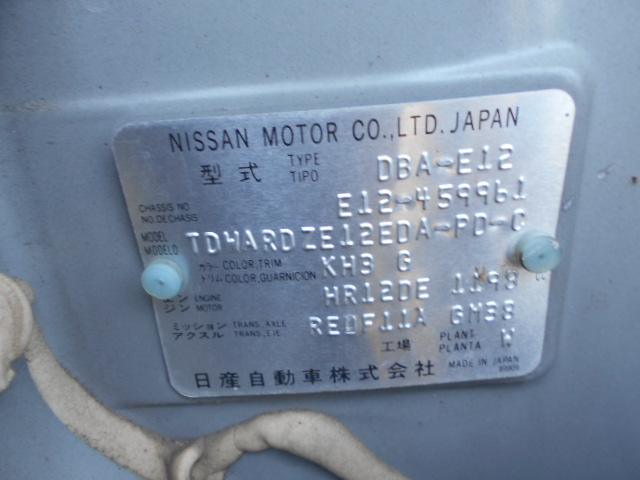 NISSAN MOTOR CO.,LTD. JAPAN
型式 TYPE TIPO DBA-E12
CHASSIS NO NO.DE CHASIS E12-459961
MODEL MODELO TDWARDZE12EDA-PD-C
カラー COLOR,TRIM トリム COLOR,GUARNICION KH3 G
ENGINE ジン MOTOR HR12DE 1198 CC
ミッション TRANS. AXLE アクスル TRANS, EJE RE0F11A GM38
工場 PLANT PLANTA W
日産自動車株式会社 MADE IN JAPAN